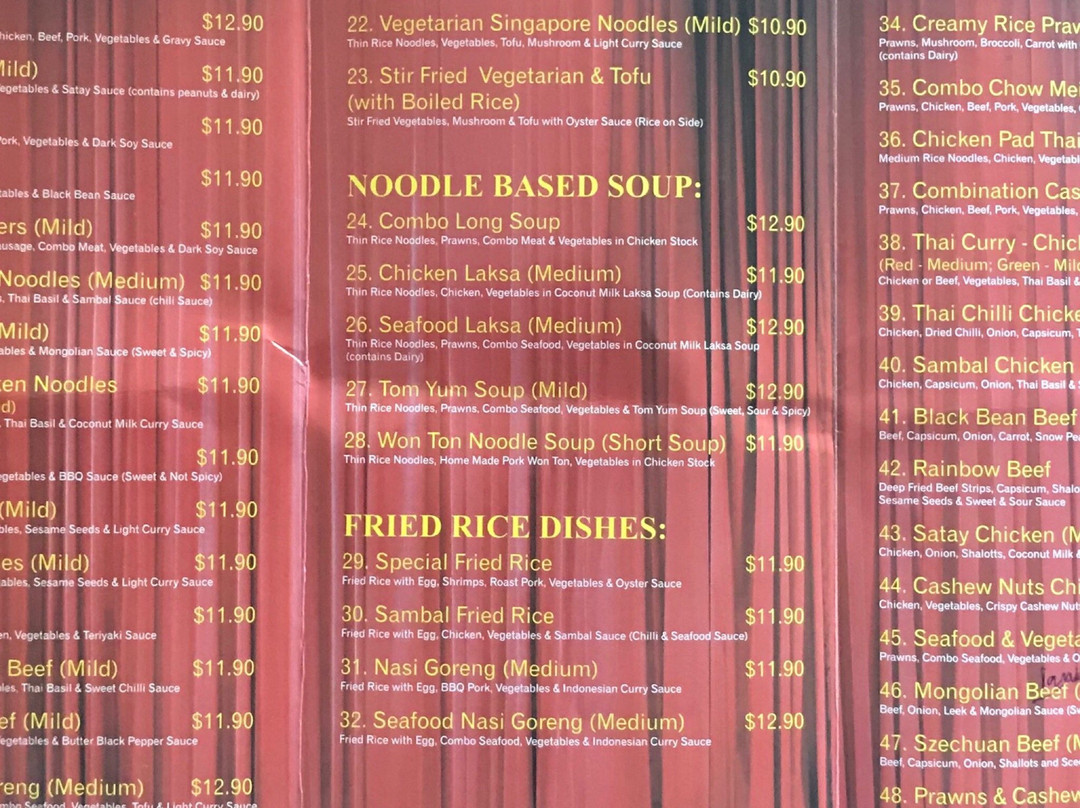 $12.90
hicken, Beef, Pork, Vegetables & Gravy Sauce
Mild) $11.90
egetables & Satay Sauce (contains peanuts & dairy)
$11.90
Pork, Vegetables & Dark Soy Sauce
$11.90
tables & Black Bean Sauce
ers (Mild) $11.90
ausage, Combo Meat, Vegetables & Dark Soy Sauce
Noodles (Medium) $11.90
s, Thai Basil & Sambal Sauce (chili Sauce)
Mild) $11.90
ables & Mongolian Sauce (Sweet & Spicy)
en Noodles $11.90
d)
, Thai Basil & Coconut Milk Curry Sauce
$11.90
egetables & BBQ Sauce (Sweet & Not Spicy)
(Mild) $11.90
bles, Sesame Seeds & Light Curry Sauce
es (Mild) $11.90
ables, Sesame Seeds & Light Curry Sauce
$11.90
en, Vegetables & Teriyaki Sauce
Beef (Mild) $11.90
les, Thai Basil & Sweet Chilli Sauce
ef (Mild) $11.90
egetables & Butter Black Pepper Sauce
reng (Medium) $12.90
mbo Seafood, Vegetables, Tofu & Light Curry Sauce
22. Vegetarian Singapore Noodles (Mild) $10.90
Thin Rice Noodles, Vegetables, Tofu, Mushroom & Light Curry Sauce
23. Stir Fried Vegetarian & Tofu $10.90
(with Boiled Rice)
Stir Fried Vegetables, Mushroom & Tofu with Oyster Sauce (Rice on Side)
NOODLE BASED SOUP:
24. Combo Long Soup $12.90
Thin Rice Noodles, Prawns, Combo Meat & Vegetables in Chicken Stock
25. Chicken Laksa (Medium) $11.90
Thin Rice Noodles, Chicken, Vegetables in Coconut Milk Laksa Soup (Contains Dairy)
26. Seafood Laksa (Medium) $12.90
Thin Rice Noodles, Prawns, Combo Seafood, Vegetables in Coconut Milk Laksa Soup
(contains Dairy)
27. Tom Yum Soup (Mild) $12.90
Thin Rice Noodles, Prawns, Combo Seafood, Vegetables & Tom Yum Soup (Sweet, Sour & Spicy)
28. Won Ton Noodle Soup (Short Soup) $11.90
Thin Rice Noodles, Home Made Pork Won Ton, Vegetables in Chicken Stock
FRIED RICE DISHES:
29. Special Fried Rice $11.90
Fried Rice with Egg, Shrimps, Roast Pork, Vegetables & Oyster Sauce
30. Sambal Fried Rice $11.90
Fried Rice with Egg, Chicken, Vegetables & Sambal Sauce (Chilli & Seafood Sauce)
31. Nasi Goreng (Medium) $11.90
Fried Rice with Egg, BBQ Pork, Vegetables & Indonesian Curry Sauce
32. Seafood Nasi Goreng (Medium) $12.90
Fried Rice with Egg, Combo Seafood, Vegetables & Indonesian Curry Sauce
34. Creamy Rice Praw
Prawns, Mushroom, Broccoli, Carrot with
(contains Dairy)
35. Combo Chow Me
Prawns, Chicken, Beef, Pork, Vegetables,
36. Chicken Pad Thai
Medium Rice Noodles, Chicken, Vegetabl
37. Combination Cas
Prawns, Chicken, Beef, Pork, Vegetables,
38. Thai Curry - Chic
(Red - Medium; Green - Mild
Chicken or Beef, Vegetables, Thai Basil &
39. Thai Chilli Chicke
Chicken, Dried Chilli, Onion, Capsicum, T
40. Sambal Chicken
Chicken, Capsicum, Onion, Thai Basil &
41. Black Bean Beef
Beef, Capsicum, Onion, Carrot, Snow Pea
42. Rainbow Beef
Deep Fried Beef Strips, Capsicum, Shalo
Sesame Seeds & Sweet & Sour Sauce
43. Satay Chicken (M
Chicken, Onion, Shalotts, Coconut Milk &
44. Cashew Nuts Chi
Chicken, Vegetables, Crispy Cashew Nut
45. Seafood & Vegeta
Prawns, Combo Seafood, Vegetables & O
46. Mongolian Beef (
Beef, Onion, Leek & Mongolian Sauce (Sw
47. Szechuan Beef (M
Beef, Capsicum, Onion, Shallots and Sce
48. Prawns & Cashew